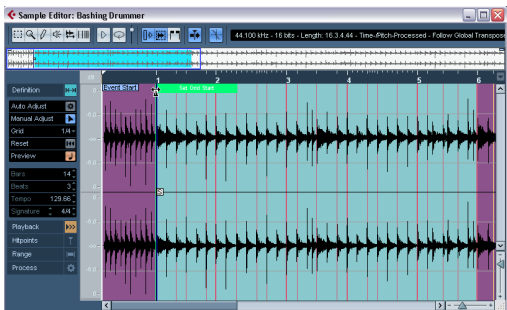 Sample Editor: Bashing Drummer
44.100 kHz - 16 bits - Length: 16.3.4.44 - Time-/Pitch-Processed - Follow Global Transpos
dB
1 2 3 4 5 6
Definition
Event Start
Set Grid Start
Auto Adjust
Manual Adjust
Grid 1/4
Reset
Preview
Bars 14
Beats 3
Tempo 129.66
Signature 4/4
Playback
Hitpoints
Range
Process